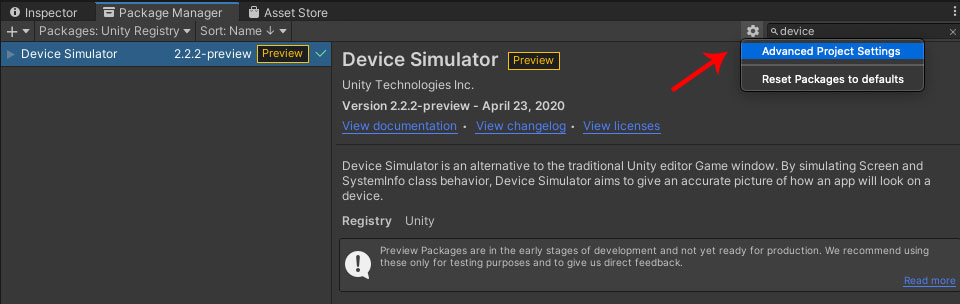 Inspector
Package Manager
Asset Store
Packages: Unity Registry
Sort: Name ↓
device
Device Simulator
2.2.2-preview
Preview
Advanced Project Settings
Reset Packages to defaults
Device Simulator
Preview
Unity Technologies Inc.
Version 2.2.2-preview - April 23, 2020
View documentation • View changelog • View licenses
Device Simulator is an alternative to the traditional Unity editor Game window. By simulating Screen and
SystemInfo class behavior, Device Simulator aims to give an accurate picture of how an app will look on a
device.
Registry Unity
Preview Packages are in the early stages of development and not yet ready for production. We recommend using
these only for testing purposes and to give us direct feedback.
Read more